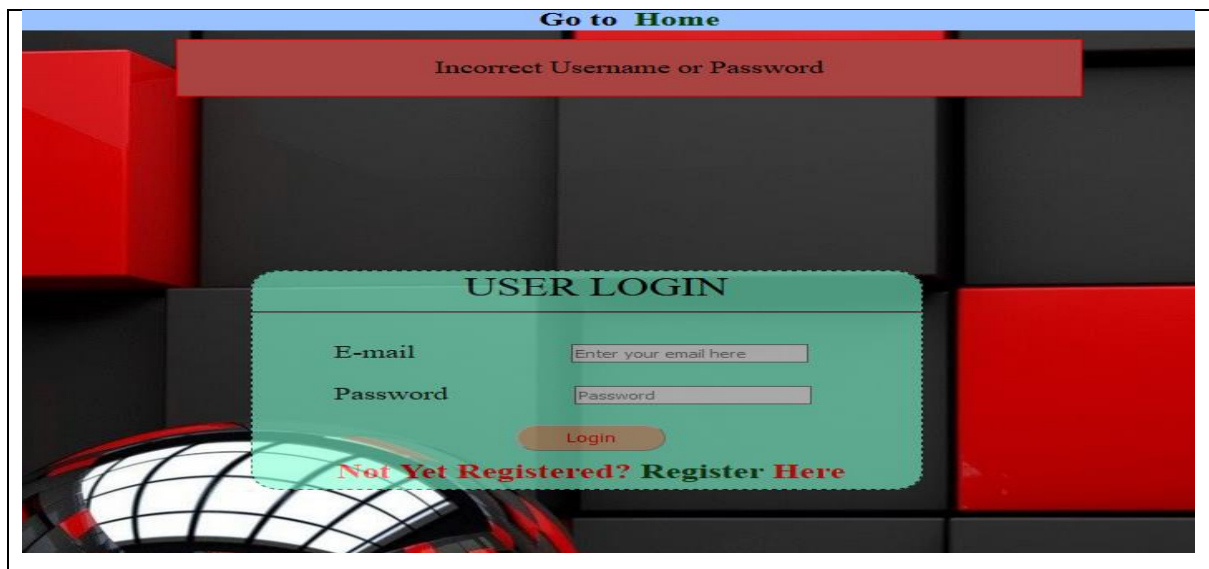 Go to Home
Incorrect Username or Password
USER LOGIN
E-mail Enter your email here
Password Password
Login
Not Yet Registered? Register Here